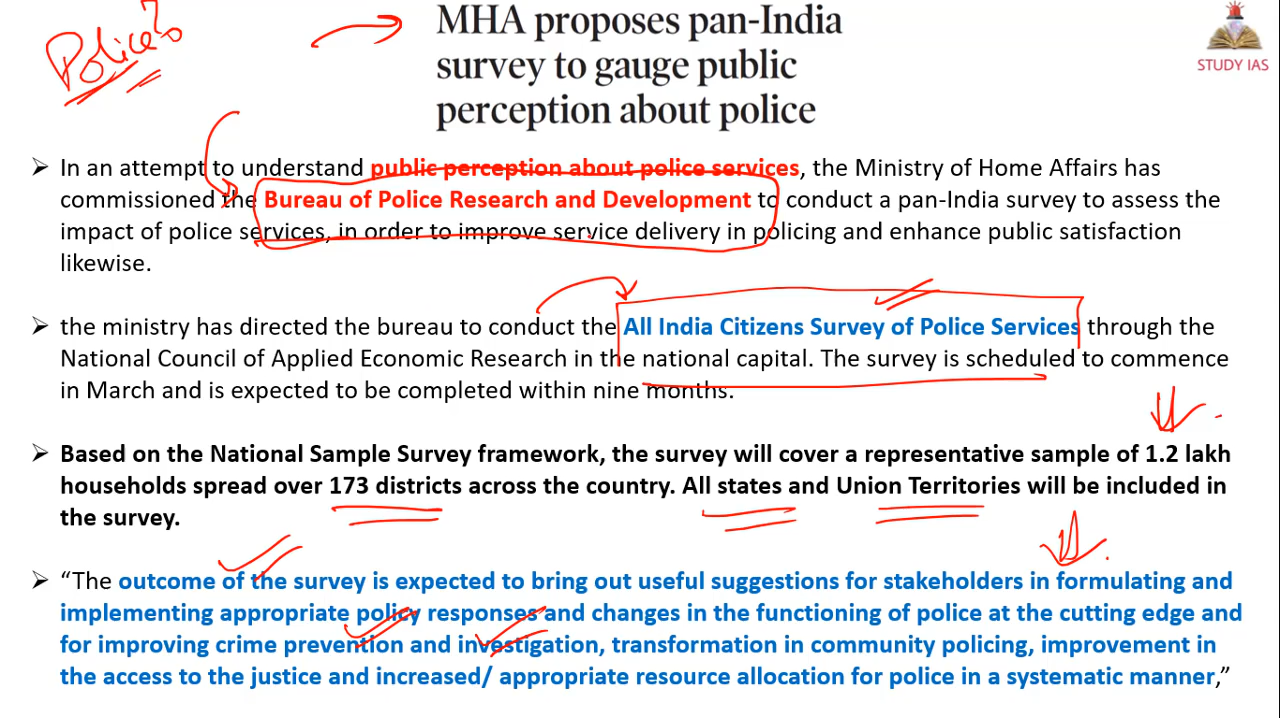 Police?
MHA proposes pan-India
survey to gauge public
perception about police
STUDY IAS
➢ In an attempt to understand public perception about police services, the Ministry of Home Affairs has
commissioned the Bureau of Police Research and Development to conduct a pan-India survey to assess the
impact of police services, in order to improve service delivery in policing and enhance public satisfaction
likewise.
➢ the ministry has directed the bureau to conduct the All India Citizens Survey of Police Services through the
National Council of Applied Economic Research in the national capital. The survey is scheduled to commence
in March and is expected to be completed within nine months.
➢ Based on the National Sample Survey framework, the survey will cover a representative sample of 1.2 lakh
households spread over 173 districts across the country. All states and Union Territories will be included in
the survey.
➢ “The outcome of the survey is expected to bring out useful suggestions for stakeholders in formulating and
implementing appropriate policy responses and changes in the functioning of police at the cutting edge and
for improving crime prevention and investigation, transformation in community policing, improvement in
the access to the justice and increased/ appropriate resource allocation for police in a systematic manner,”